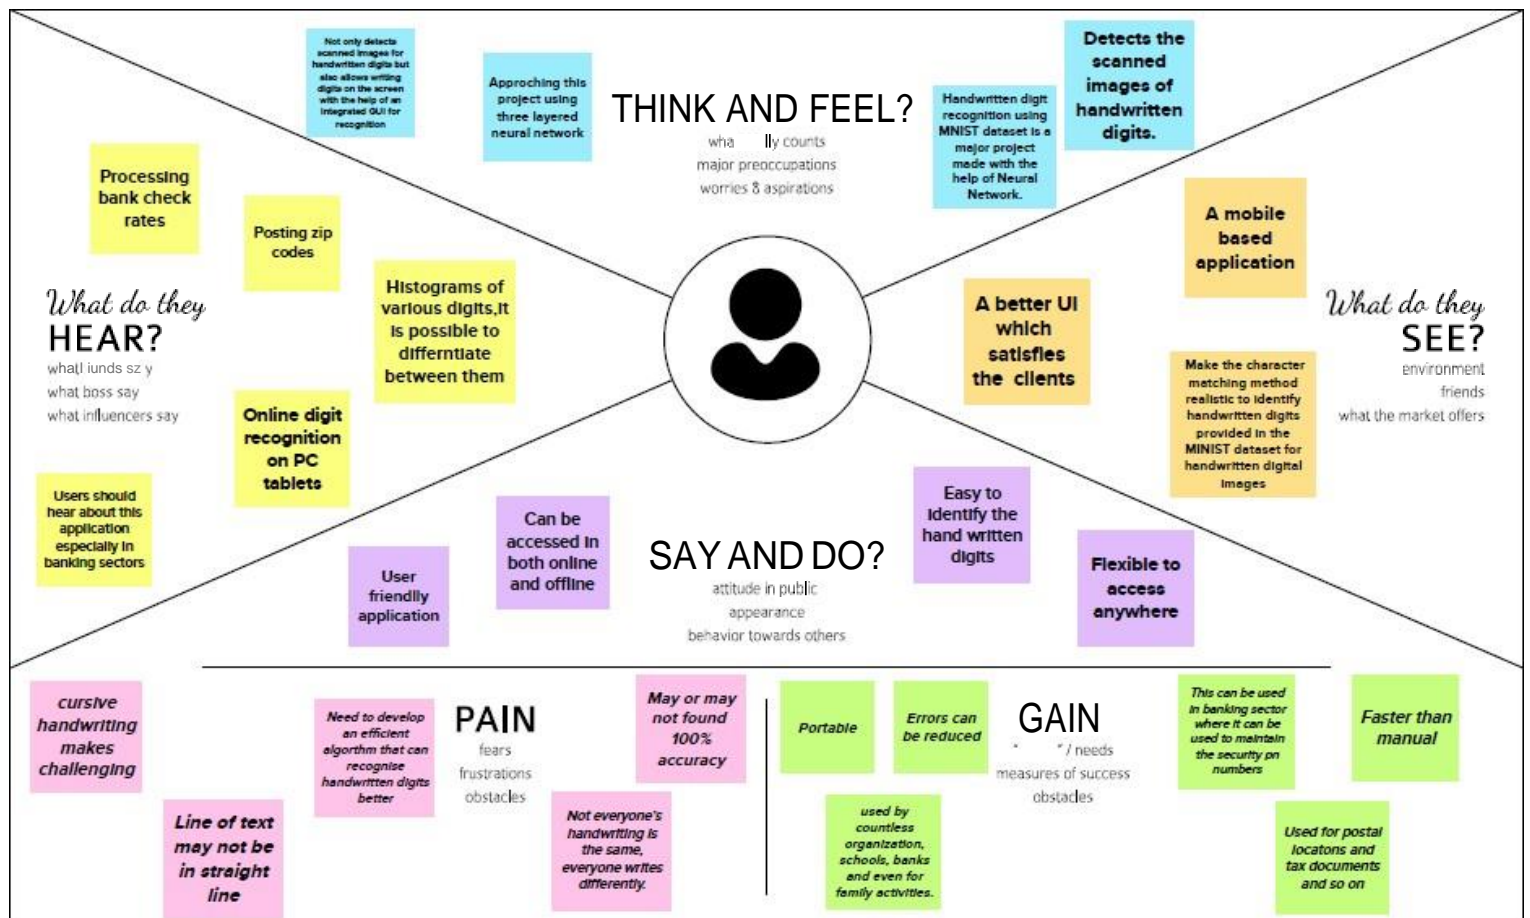 Not only detects
scanned images for
handwritten digits but
also allows writing
digits on the screen
with the help of an
integrated GUI for
recognition
Approching this
project using
three layered
neural network
THINK AND FEEL?
wha lly counts
major preoccupations
worries & aspirations
Handwritten digit
recognition using
MNIST dataset is a
major project
made with the
help of Neural
Network.
Detects the
scanned
images of
handwritten
digits.
Processing
bank check
rates
Posting zip
codes
Histograms of
various digits,it
is possible to
differntiate
between them
What do they
HEAR?
what
what boss say
what influencers say
Online digit
recognition
on PC
tablets
Users should
hear about this
application
especially in
banking sectors
A mobile
based
application
A better UI
which
satisfies
the clients
What do they
SEE?
environment
friends
what the market offers
Make the character
matching method
realistic to identify
handwritten digits
provided in the
MINIST dataset for
handwritten digital
images
User
friendlly
application
Can be
accessed in
both online
and offline
SAY AND DO?
attitude in public
appearance
behavior towards others
Easy to
identify the
hand written
digits
Flexible to
access
anywhere
cursive
handwriting
makes
challenging
Line of text
may not be
in straight
line
Need to develop
an efficient
algorthm that can
recognise
handwritten digits
better
PAIN
fears
frustrations
obstacles
May or may
not found
100%
accuracy
Not everyone's
handwriting is
the same,
everyone writes
differently.
Portable
Errors can
be reduced
used by
countless
organization,
schools, banks
and even for
family activities.
GAIN
/ needs
measures of success
obstacles
This can be used
in banking sector
where it can be
used to maintain
the security pn
numbers
Faster than
manual
Used for postal
locatons and
tax documents
and so on